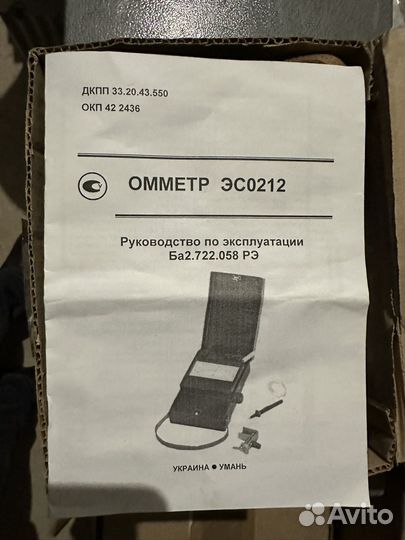 ДКПП 33.20.43.550
ОКП 42 2436
ОММЕТР ЭС0212
Руководство по эксплуатации
Ба2.722.058 РЭ
УКРАИНА ● УМАНЬ
Avito